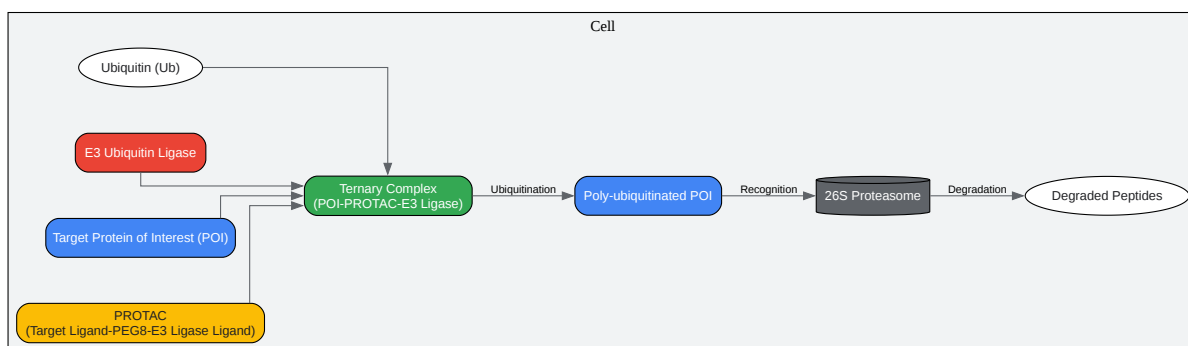 Cell
Ubiquitin (Ub)
E3 Ubiquitin Ligase
Target Protein of Interest (POI)
PROTAC
(Target Ligand-PEG8-E3 Ligase Ligand)
Ternary Complex
(POI-PROTAC-E3 Ligase)
Ubiquitination
Poly-ubiquitinated POI
Recognition
26S Proteasome
Degradation
Degraded Peptides